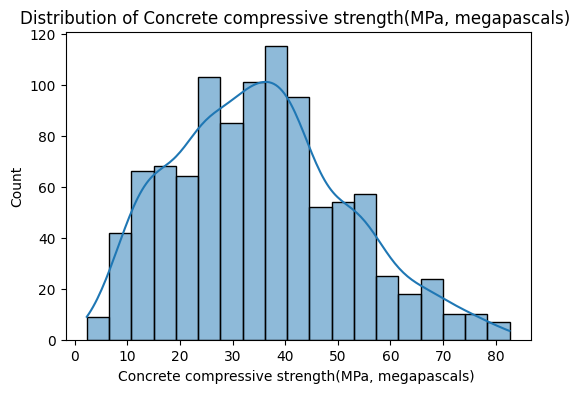 Distribution of Concrete compressive strength(MPa, megapascals)
120
100
80
60
40
20
0
Count
0 10 20 30 40 50 60 70 80
Concrete compressive strength(MPa, megapascals)